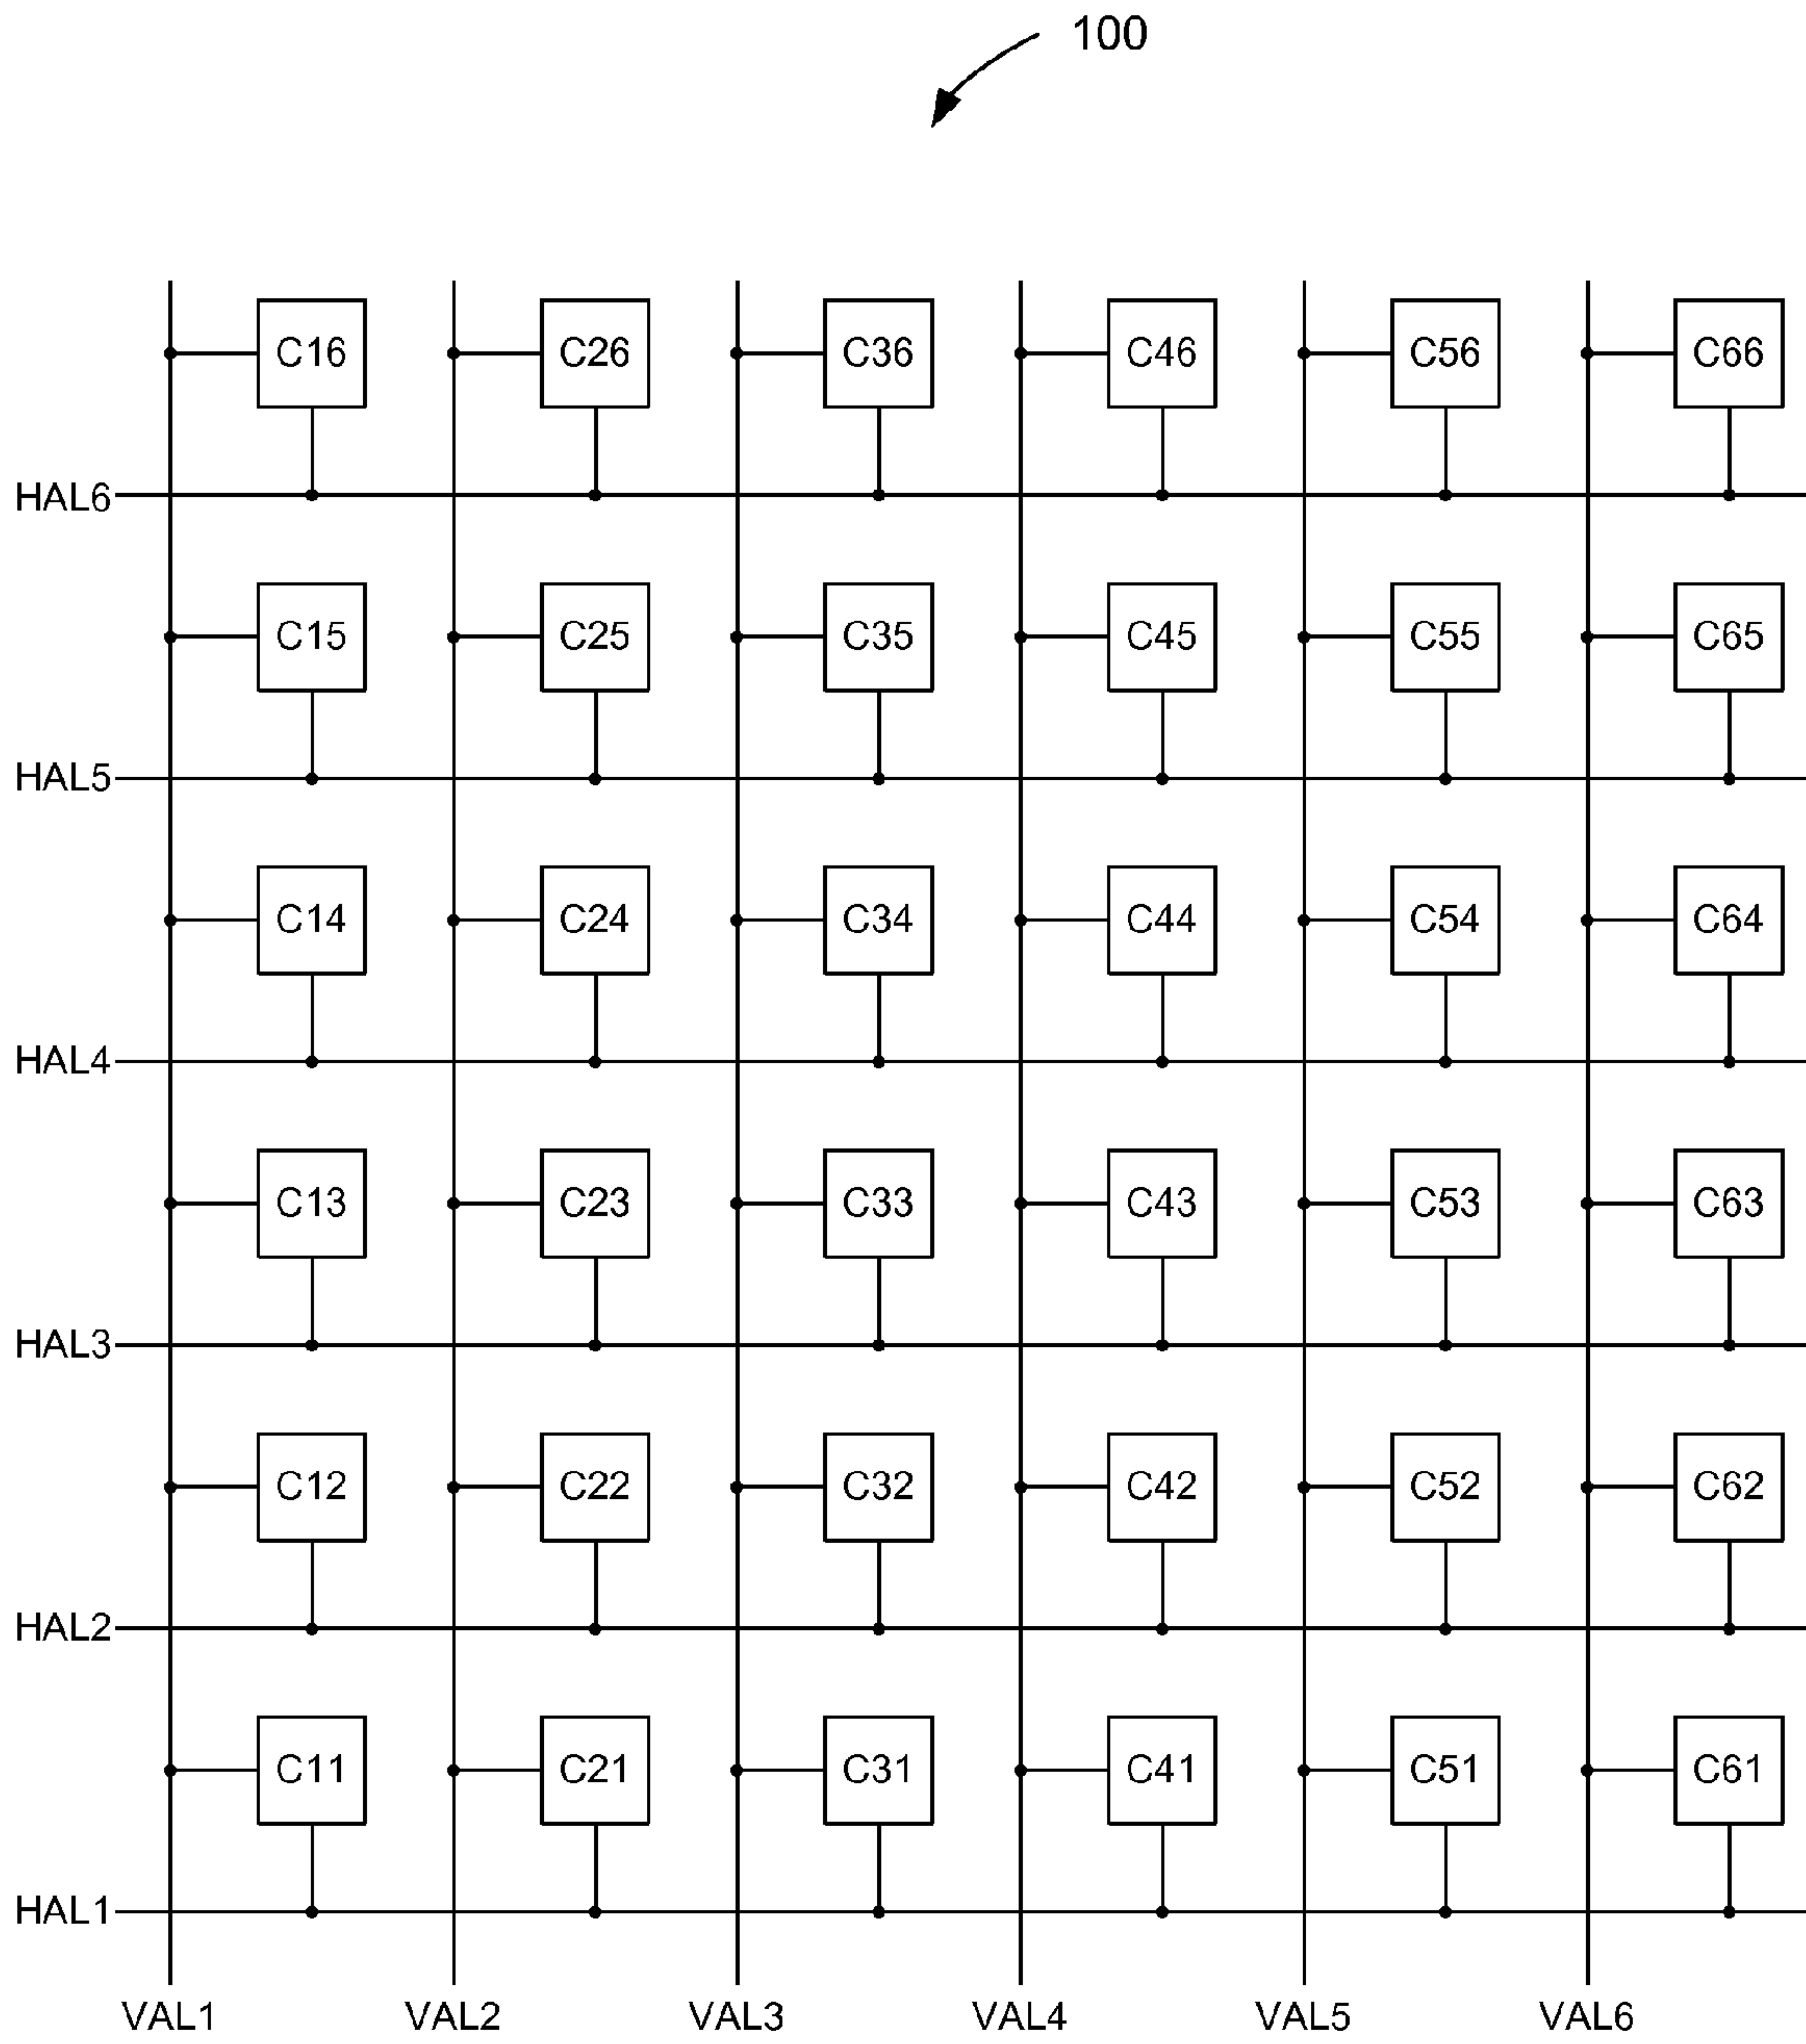 100
C16 C26 C36 C46 C56 C66
HAL6
C15 C25 C35 C45 C55 C65
HAL5
C14 C24 C34 C44 C54 C64
HAL4
C13 C23 C33 C43 C53 C63
HAL3
C12 C22 C32 C42 C52 C62
HAL2
C11 C21 C31 C41 C51 C61
HAL1
VAL1 VAL2 VAL3 VAL4 VAL5 VAL6